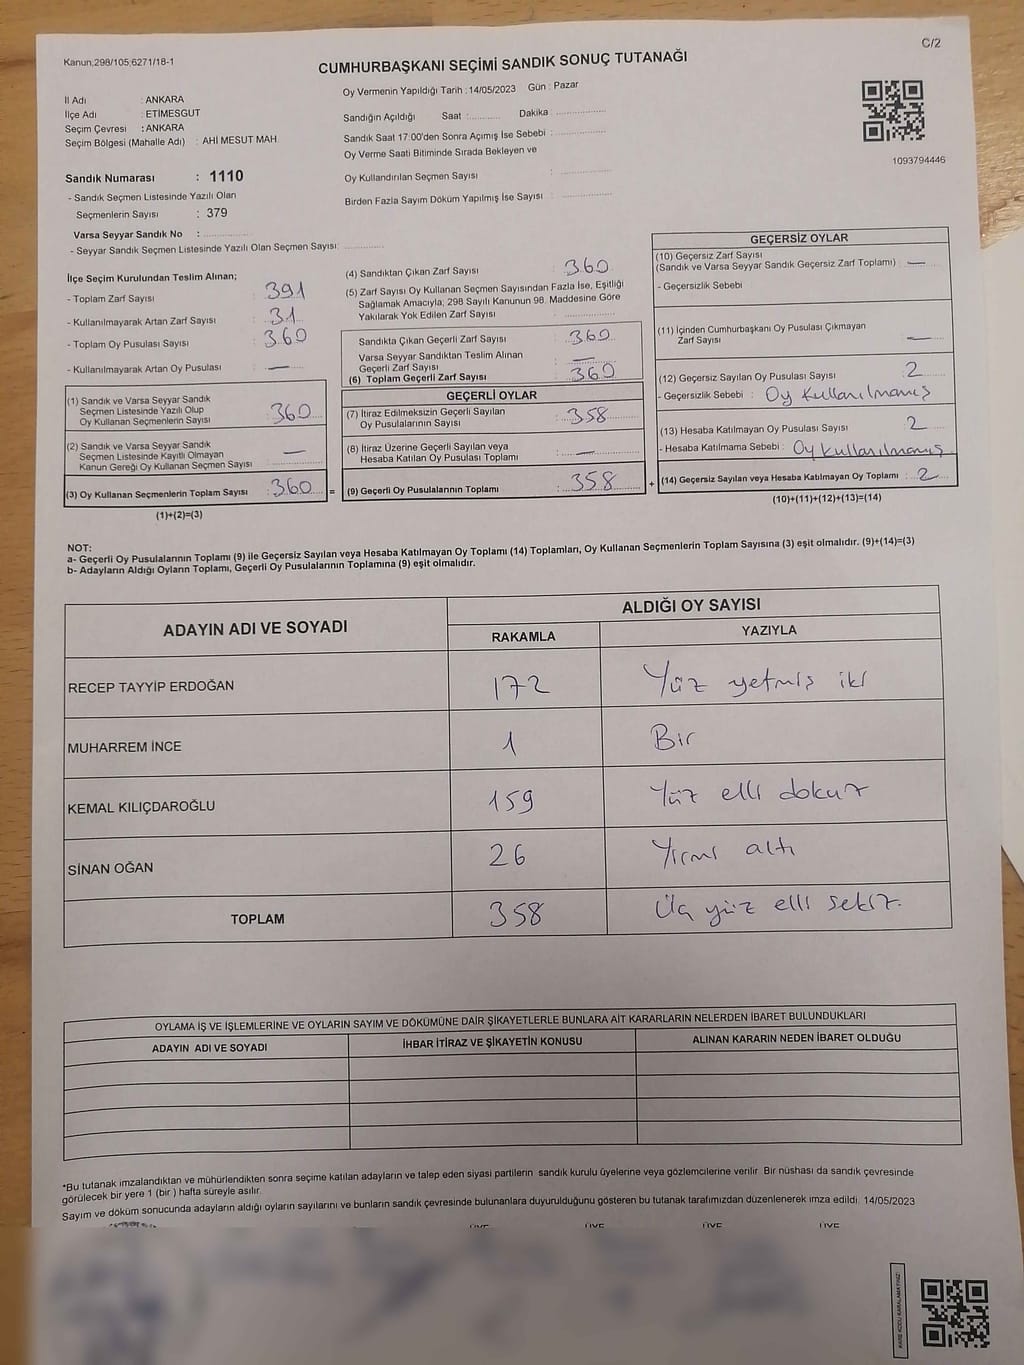 C/2
Kanun;298/105;6271/18-1
CUMHURBAŞKANI SEÇİMİ SANDIK SONUÇ TUTANAĞI
Oy Vermenin Yapıldığı Tarih :14/05/2023 Gün : Pazar
İl Adı : ANKARA
İlçe Adı : ETIMESGUT
Seçim Çevresi : ANKARA
Seçim Bölgesi (Mahalle Adı) : AHI MESUT MAH
Sandığın Açıldığı Saat :........... Dakika :................
Sandık Saat 17:00'den Sonra Açımış İse Sebebi :................
Oy Verme Saati Bitiminde Sırada Bekleyen ve
Oy Kullandırılan Seçmen Sayısı :................
Birden Fazla Sayım Döküm Yapılmış İse Sayısı :................
1093794446
Sandık Numarası : 1110
- Sandık Seçmen Listesinde Yazılı Olan
Seçmenlerin Sayısı : 379
Varsa Seyyar Sandık No :................
- Seyyar Sandık Seçmen Listesinde Yazılı Olan Seçmen Sayısı: .............
İlçe Seçim Kurulundan Teslim Alınan;
- Toplam Zarf Sayısı : 391
- Kullanılmayarak Artan Zarf Sayısı : 31
- Toplam Oy Pusulası Sayısı : 360
- Kullanılmayarak Artan Oy Pusulası : —
(1) Sandık ve Varsa Seyyar Sandık
Seçmen Listesinde Yazılı Olup
Oy Kullanan Seçmenlerin Sayısı : 360
(2) Sandık ve Varsa Seyyar Sandık
Seçmen Listesinde Kayıtlı Olmayan
Kanun Gereği Oy Kullanan Seçmen Sayısı : —
(3) Oy Kullanan Seçmenlerin Toplam Sayısı : 360 =
(1)+(2)=(3)
(4) Sandıktan Çıkan Zarf Sayısı : 360
(5) Zarf Sayısı Oy Kullanan Seçmen Sayısından Fazla İse, Eşitliği
Sağlamak Amacıyla; 298 Sayılı Kanunun 98. Maddesine Göre
Yakılarak Yok Edilen Zarf Sayısı :................
Sandıkta Çıkan Geçerli Zarf Sayısı : 360
Varsa Seyyar Sandıktan Teslim Alınan
Geçerli Zarf Sayısı : —
(6) Toplam Geçerli Zarf Sayısı : 360
GEÇERLİ OYLAR
(7) İtiraz Edilmeksizin Geçerli Sayılan
Oy Pusulalarının Sayısı : 358
(8) İtiraz Üzerine Geçerli Sayılan veya
Hesaba Katılan Oy Pusulası Toplamı : —
(9) Geçerli Oy Pusulalarının Toplamı : 358 +
GEÇERSİZ OYLAR
(10) Geçersiz Zarf Sayısı
(Sandık ve Varsa Seyyar Sandık Geçersiz Zarf Toplamı) : —
- Geçersizlik Sebebi
(11) İçinden Cumhurbaşkanı Oy Pusulası Çıkmayan
Zarf Sayısı : —
(12) Geçersiz Sayılan Oy Pusulası Sayısı : 2
- Geçersizlik Sebebi : Oy Kullanılmamış
(13) Hesaba Katılmayan Oy Pusulası Sayısı : 2
- Hesaba Katılmama Sebebi : Oy kullanılmamış
(14) Geçersiz Sayılan veya Hesaba Katılmayan Oy Toplamı : 2
(10)+(11)+(12)+(13)=(14)
NOT:
a- Geçerli Oy Pusulalarının Toplamı (9) ile Geçersiz Sayılan veya Hesaba Katılmayan Oy Toplamı (14) Toplamları, Oy Kullanan Seçmenlerin Toplam Sayısına (3) eşit olmalıdır. (9)+(14)=(3)
b- Adayların Aldığı Oyların Toplamı, Geçerli Oy Pusulalarının Toplamına (9) eşit olmalıdır.
ADAYIN ADI VE SOYADI
ALDIĞI OY SAYISI
RAKAMLA YAZIYLA
RECEP TAYYİP ERDOĞAN 172 Yüz yetmiş iki
MUHARREM İNCE 1 Bir
KEMAL KILIÇDAROĞLU 159 Yüz elli dokuz
SİNAN OĞAN 26 Yirmi altı
TOPLAM 358 Üç yüz elli sekiz.
OYLAMA İŞ VE İŞLEMLERİNE VE OYLARIN SAYIM VE DÖKÜMÜNE DAİR ŞİKAYETLERLE BUNLARA AİT KARARLARIN NELERDEN İBARET BULUNDUKLARI
ADAYIN ADI VE SOYADI İHBAR İTİRAZ VE ŞİKAYETİN KONUSU ALINAN KARARIN NEDEN İBARET OLDUĞU
*Bu tutanak imzalandıktan ve mühürlendikten sonra seçime katılan adayların ve talep eden siyasi partilerin sandık kurulu üyelerine veya gözlemcilerine verilir Bir nüshası da sandık çevresinde
görülecek bir yere 1 (bir ) hafta süreyle asılır.
Sayım ve döküm sonucunda adayların aldığı oyların sayılarını ve bunların sandık çevresinde bulunanlara duyurulduğunu gösteren bu tutanak tarafımızdan düzenlenerek imza edildi. 14/05/2023
ÜYE ÜYE ÜYE ÜYE
KARE KODU KARALAMAYINIZ!